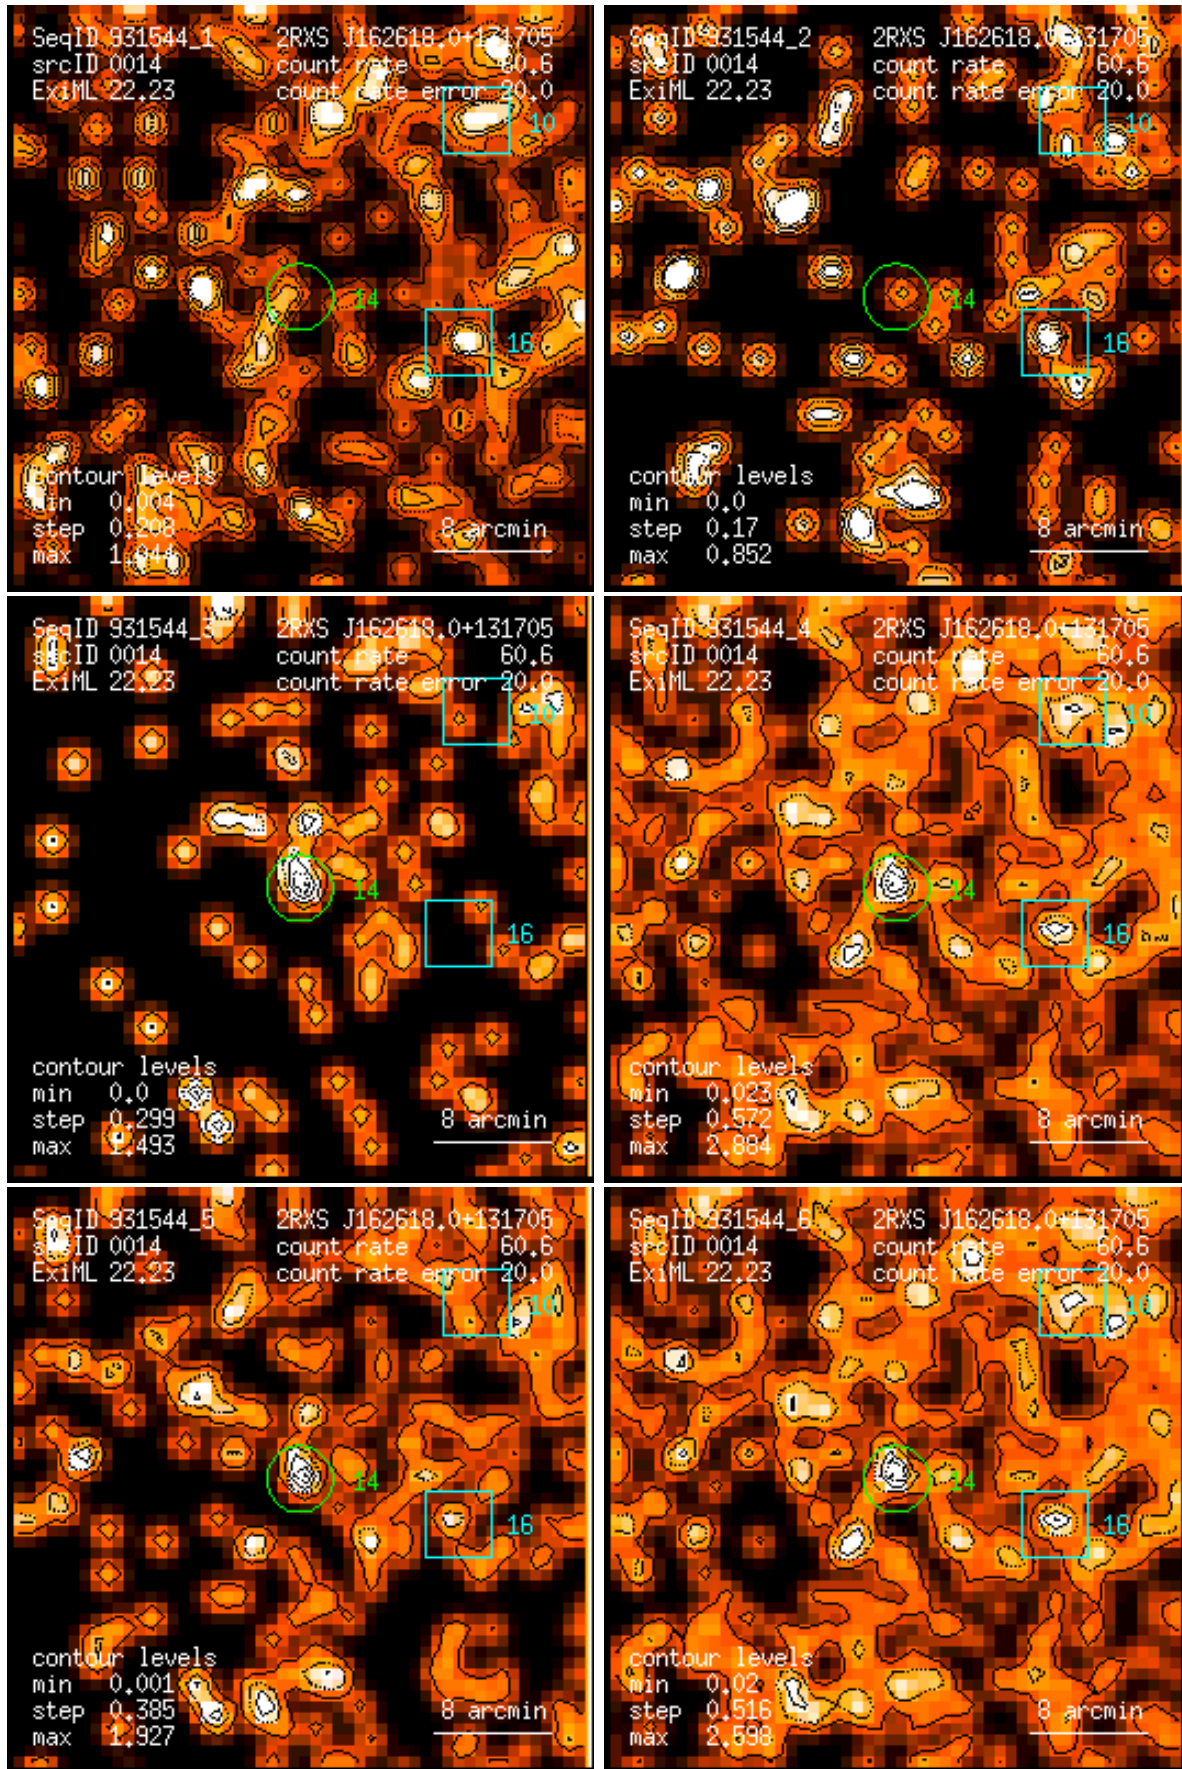 SeqID 931544_1 2RXS J162618.0+131705
srcID 0014 count rate 60.6
ExiML 22.23 count rate error 20.0
10
14
16
contour levels
min 0.004
step 0.208
max 1.044
8 arcmin
SeqID 931544_2 2RXS J162618.0+131705
srcID 0014 count rate 60.6
ExiML 22.23 count rate error 20.0
10
14
16
contour levels
min 0.0
step 0.17
max 0.852
8 arcmin
SeqID 931544_3 2RXS J162618.0+131705
srcID 0014 count rate 60.6
ExiML 22.23 count rate error 20.0
10
14
16
contour levels
min 0.0
step 0.299
max 1.493
8 arcmin
SeqID 931544_4 2RXS J162618.0+131705
srcID 0014 count rate 60.6
ExiML 22.23 count rate error 20.0
10
14
16
contour levels
min 0.023
step 0.572
max 2.884
8 arcmin
SeqID 931544_5 2RXS J162618.0+131705
srcID 0014 count rate 60.6
ExiML 22.23 count rate error 20.0
10
14
16
contour levels
min 0.001
step 0.385
max 1.927
8 arcmin
SeqID 931544_6 2RXS J162618.0+131705
srcID 0014 count rate 60.6
ExiML 22.23 count rate error 20.0
10
14
16
contour levels
min 0.02
step 0.516
max 2.598
8 arcmin